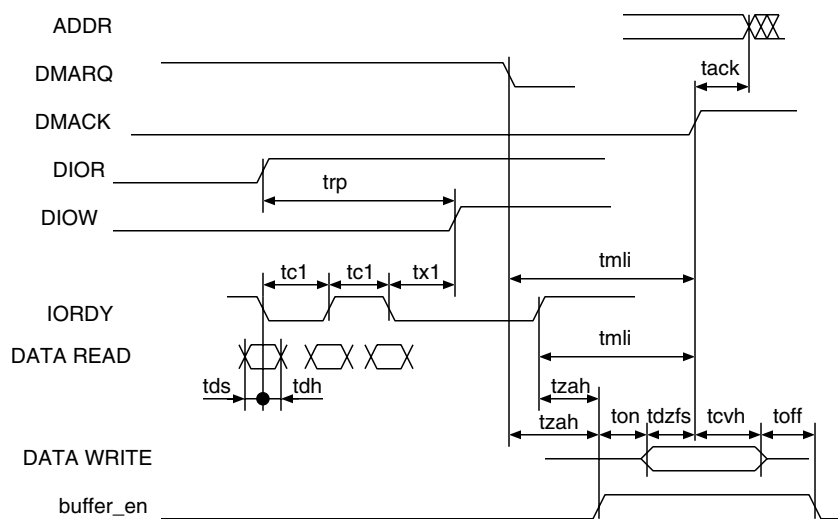 ADDR
DMARQ
tack
DMACK
DIOR
trp
DIOW
tc1 tc1 tx1 tmli
IORDY
DATA READ tmli
tds tdh tzah
tzah ton tdzfs tcvh toff
DATA WRITE
buffer_en